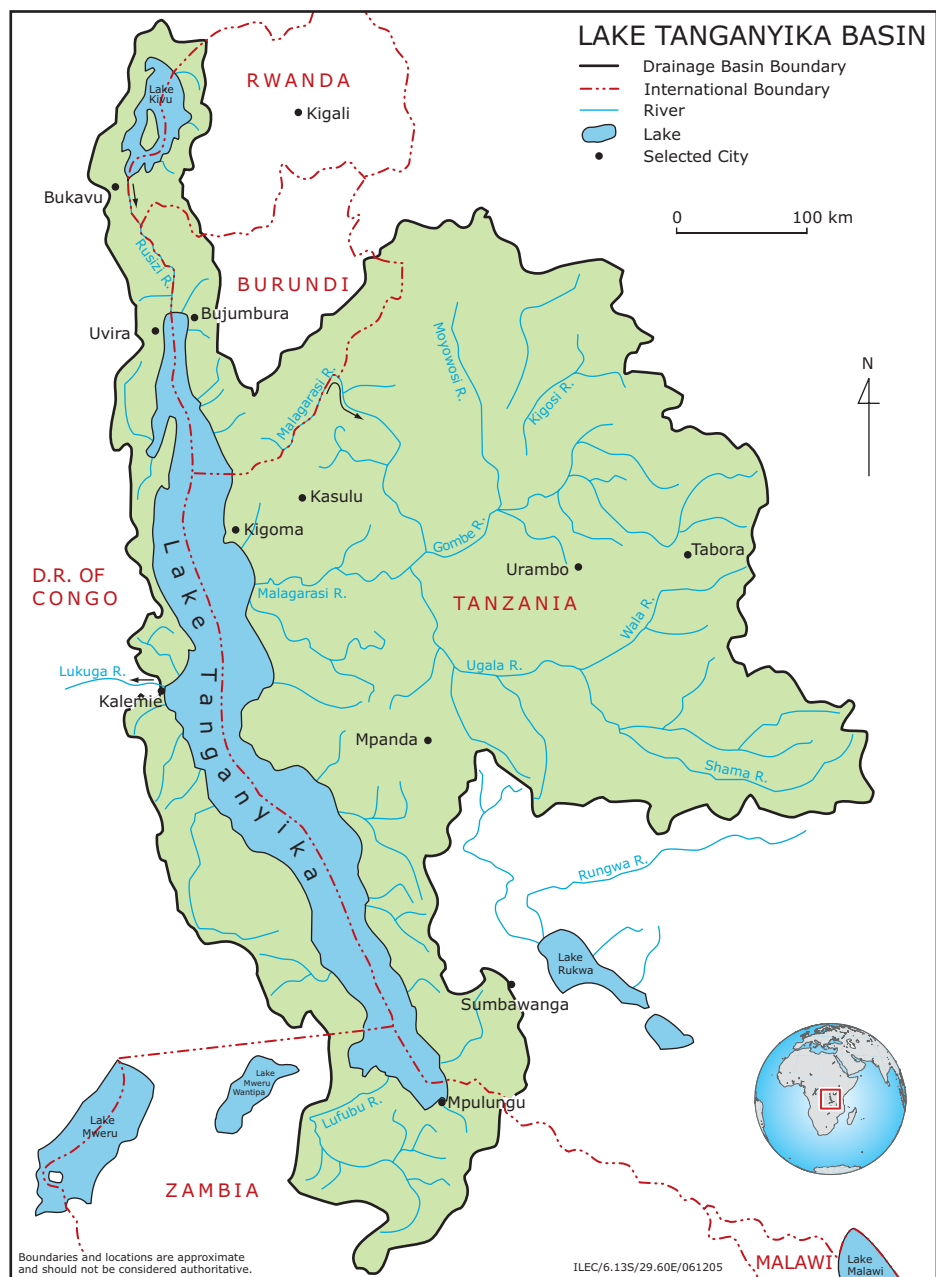 LAKE TANGANYIKA BASIN
Drainage Basin Boundary
International Boundary
River
Lake
Selected City
0 100 km
N
RWANDA
Kigali
Lake
Kivu
Bukavu
Rusizi R.
BURUNDI
Bujumbura
Uvira
Malagarasi R.
Moyowosi R.
Kigosi R.
Kasulu
Kigoma
Gombe R.
Tabora
Urambo
D.R. OF
CONGO
Malagarasi R.
TANZANIA
Wala R.
Lake Tanganyika
Ugala R.
Lukuga R.
Kalemie
Mpanda
Shama R.
Rungwa R.
Lake
Rukwa
Sumbawanga
Lake
Mweru
Wantipa
Lake
Mweru
Mpulungu
Lufubu R.
ZAMBIA
MALAWI
Lake
Malawi
Boundaries and locations are approximate
and should not be considered authoritative.
ILEC/6.13S/29.60E/061205